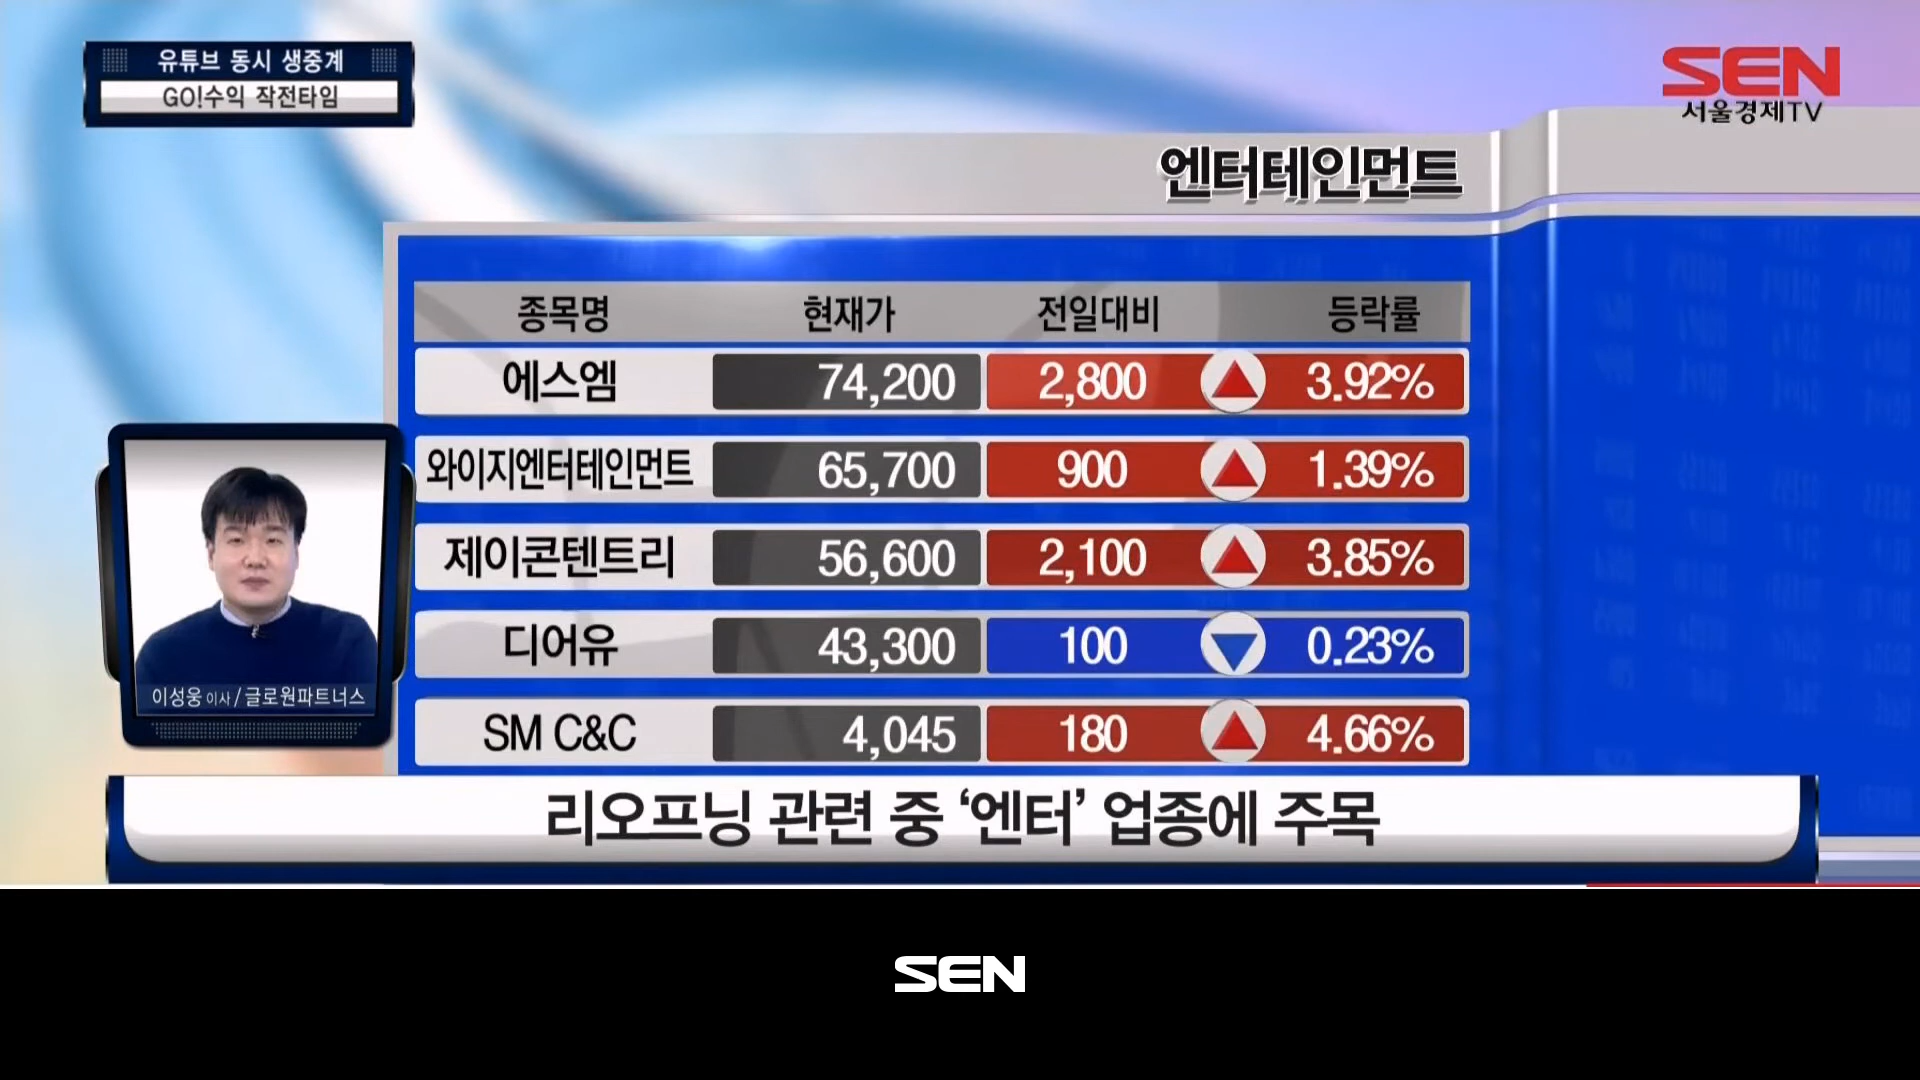 유튜브 동시 생중계
GO!수익 작전타임
SEN
서울경제TV
엔터테인먼트
종목명 현재가 전일대비 등락률
에스엠 74,200 2,800 ▲ 3.92%
와이지엔터테인먼트 65,700 900 ▲ 1.39%
제이콘텐트리 56,600 2,100 ▲ 3.85%
디어유 43,300 100 ▼ 0.23%
SM C&C 4,045 180 ▲ 4.66%
이성웅 이사 / 글로원파트너스
리오프닝 관련 중 ‘엔터’ 업종에 주목
SEN